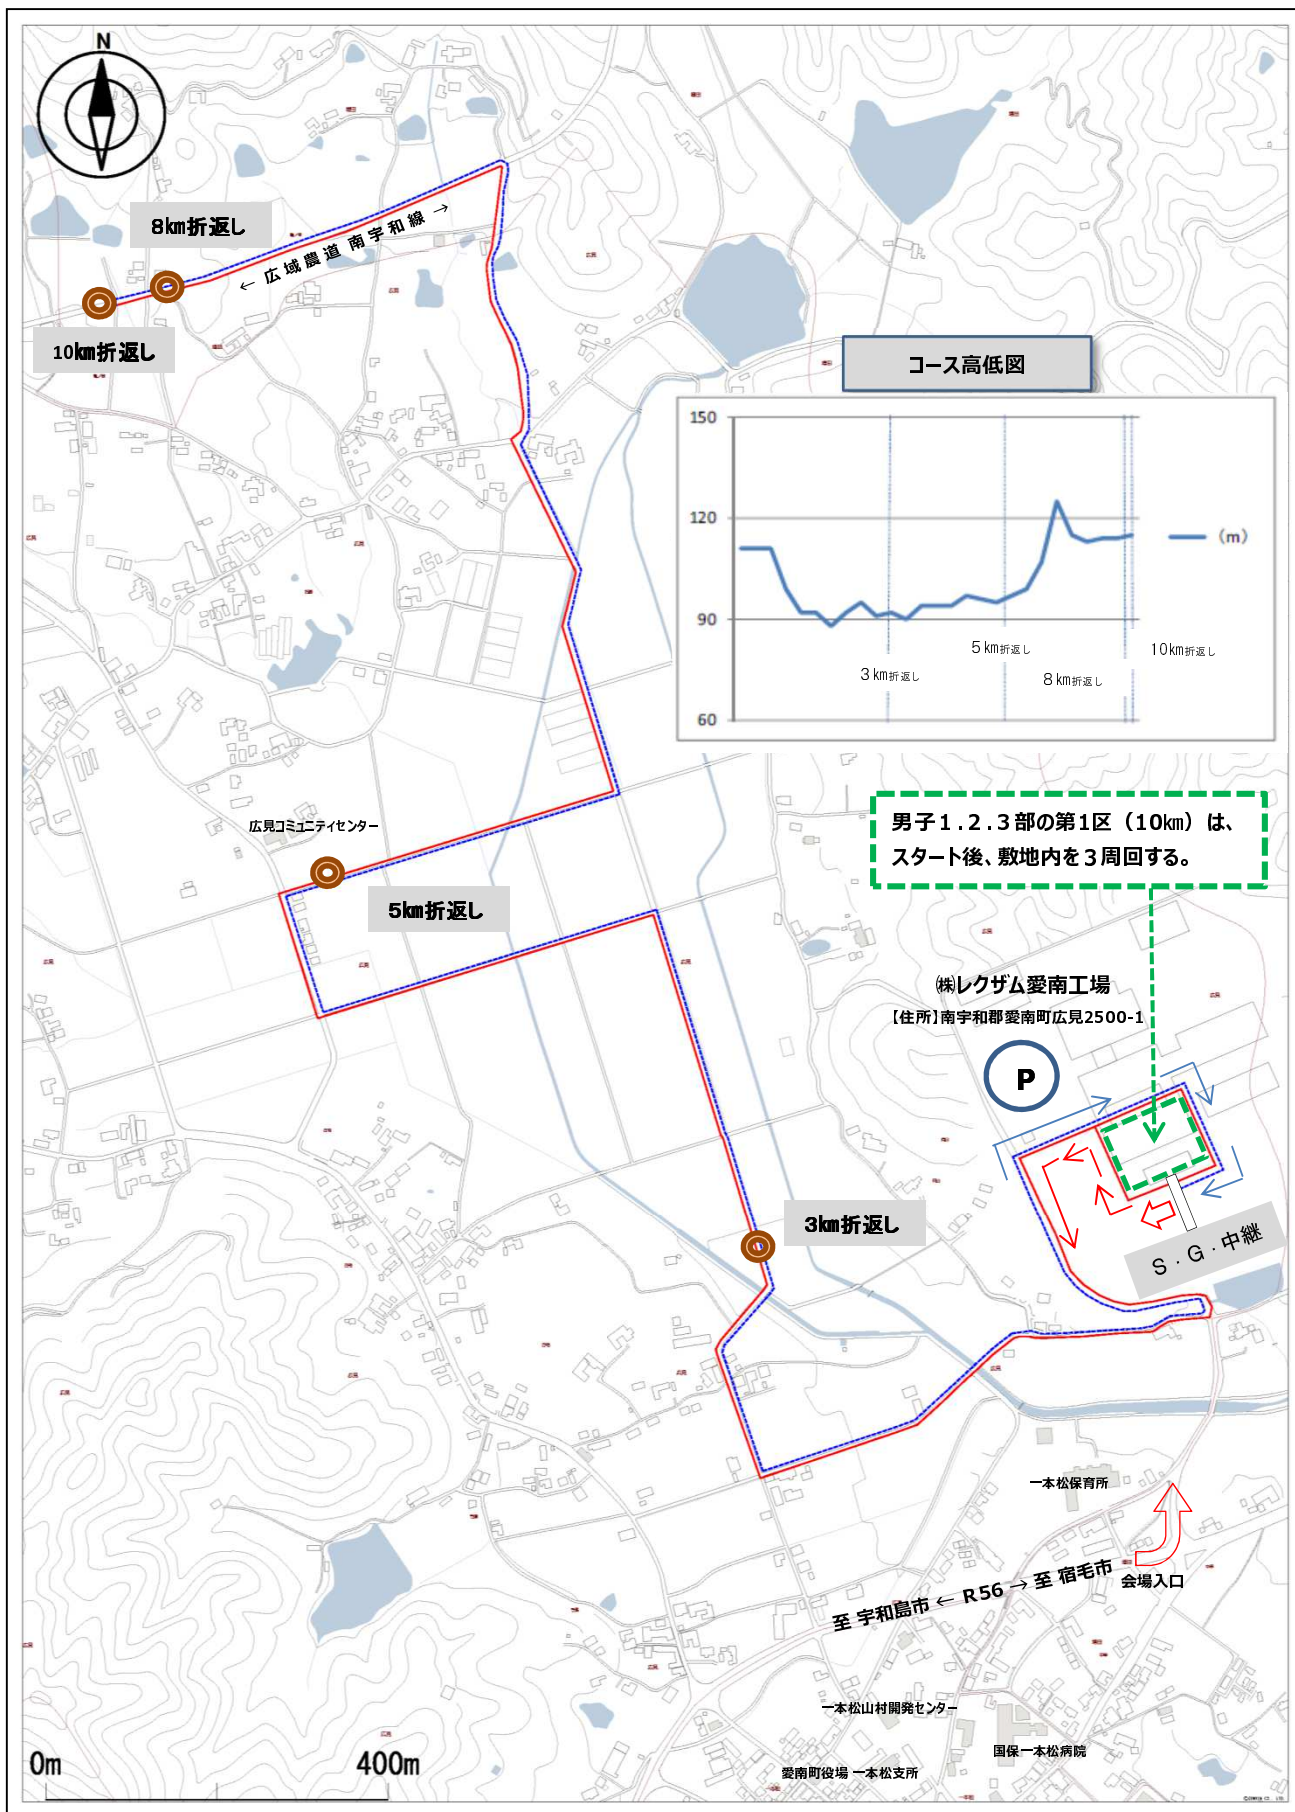 N
8km折返し
← 広域農道 南宇和線 →
10km折返し
コース高低図
150
120
90
60
(m)
3km折返し
5km折返し
8km折返し
10km折返し
広見コミュニティセンター
5km折返し
男子1.2.3部の第1区（10km）は、
スタート後、敷地内を3周回する。
㈱レクザム愛南工場
【住所】南宇和郡愛南町広見2500-1
P
3km折返し
S・G・中継
一本松保育所
至 宇和島市 ← R56 → 至 宿毛市
会場入口
一本松山村開発センター
国保一本松病院
愛南町役場 一本松支所
0m
400m